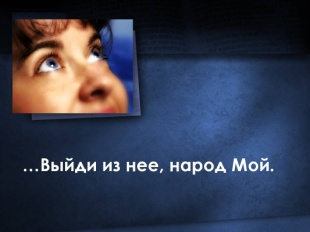 …Выйди из нее, народ Мой.